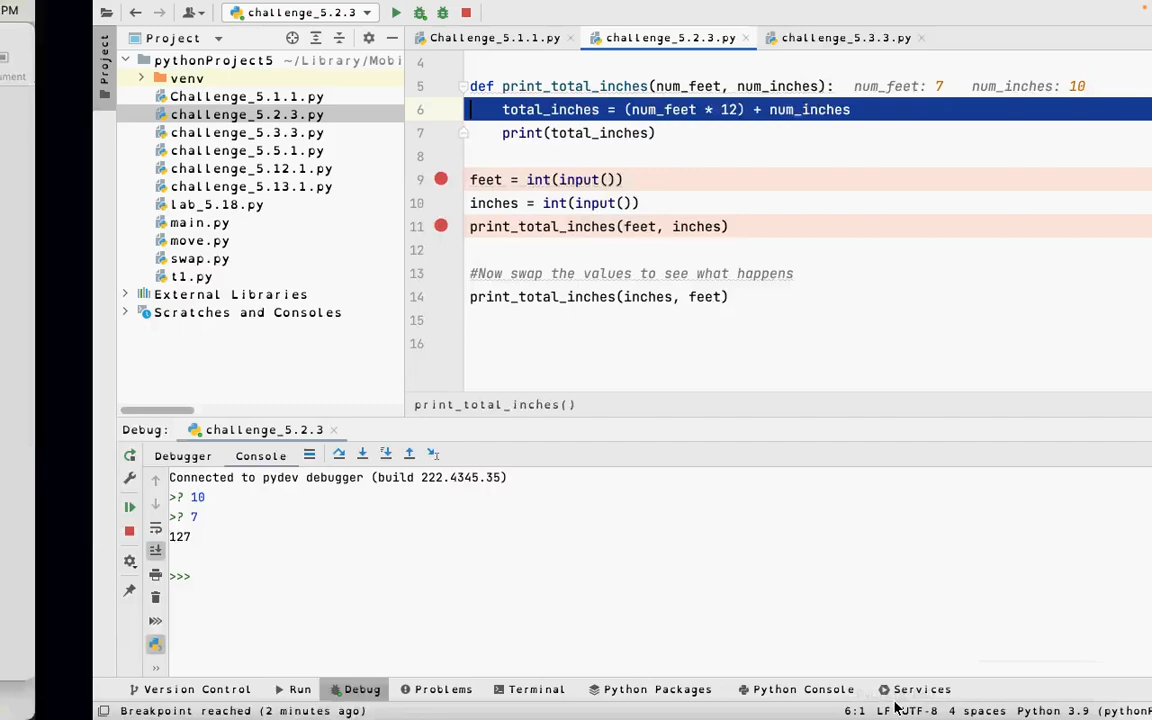 PM
ument
challenge_5.2.3
Project
Project
pythonProject5 ~/Library/Mobi
venv
Challenge_5.1.1.py
challenge_5.2.3.py
challenge_5.3.3.py
challenge_5.5.1.py
challenge_5.12.1.py
challenge_5.13.1.py
lab_5.18.py
main.py
move.py
swap.py
t1.py
External Libraries
Scratches and Consoles
Challenge_5.1.1.py
challenge_5.2.3.py
challenge_5.3.3.py
4
5 def print_total_inches(num_feet, num_inches): num_feet: 7 num_inches: 10
6 total_inches = (num_feet * 12) + num_inches
7 print(total_inches)
8
9 feet = int(input())
10 inches = int(input())
11 print_total_inches(feet, inches)
12
13 #Now swap the values to see what happens
14 print_total_inches(inches, feet)
15
16
print_total_inches()
Debug: challenge_5.2.3
Debugger Console
Connected to pydev debugger (build 222.4345.35)
>? 10
>? 7
127
>>>
Version Control Run Debug Problems Terminal Python Packages Python Console Services
Breakpoint reached (2 minutes ago) 6:1 LF UTF-8 4 spaces Python 3.9 (pythonP